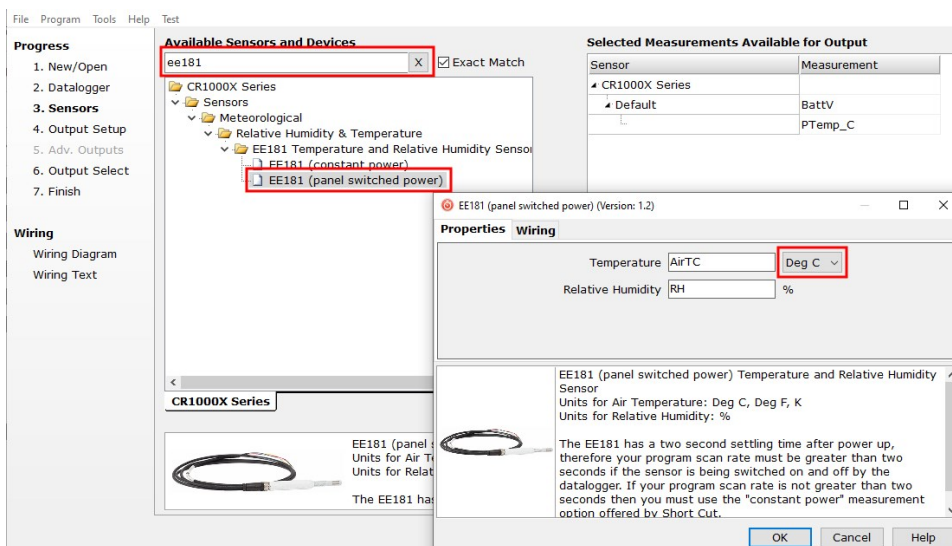 File Program Tools Help Test
Progress
1. New/Open
2. Datalogger
3. Sensors
4. Output Setup
5. Adv. Outputs
6. Output Select
7. Finish
Wiring
Wiring Diagram
Wiring Text
Available Sensors and Devices
ee181 X Exact Match
CR1000X Series
Sensors
Meteorological
Relative Humidity & Temperature
EE181 Temperature and Relative Humidity Senso
EE181 (constant power)
EE181 (panel switched power)
CR1000X Series
EE181 (panel s
Units for Air T
Units for Relat
The EE181 has
Selected Measurements Available for Output
Sensor Measurement
CR1000X Series
Default BattV
PTemp_C
EE181 (panel switched power) (Version: 1.2)
Properties Wiring
Temperature AirTC Deg C
Relative Humidity RH %
EE181 (panel switched power) Temperature and Relative Humidity
Sensor
Units for Air Temperature: Deg C, Deg F, K
Units for Relative Humidity: %
The EE181 has a two second settling time after power up,
therefore your program scan rate must be greater than two
seconds if the sensor is being switched on and off by the
datalogger. If your program scan rate is not greater than two
seconds then you must use the "constant power" measurement
option offered by Short Cut.
OK Cancel Help